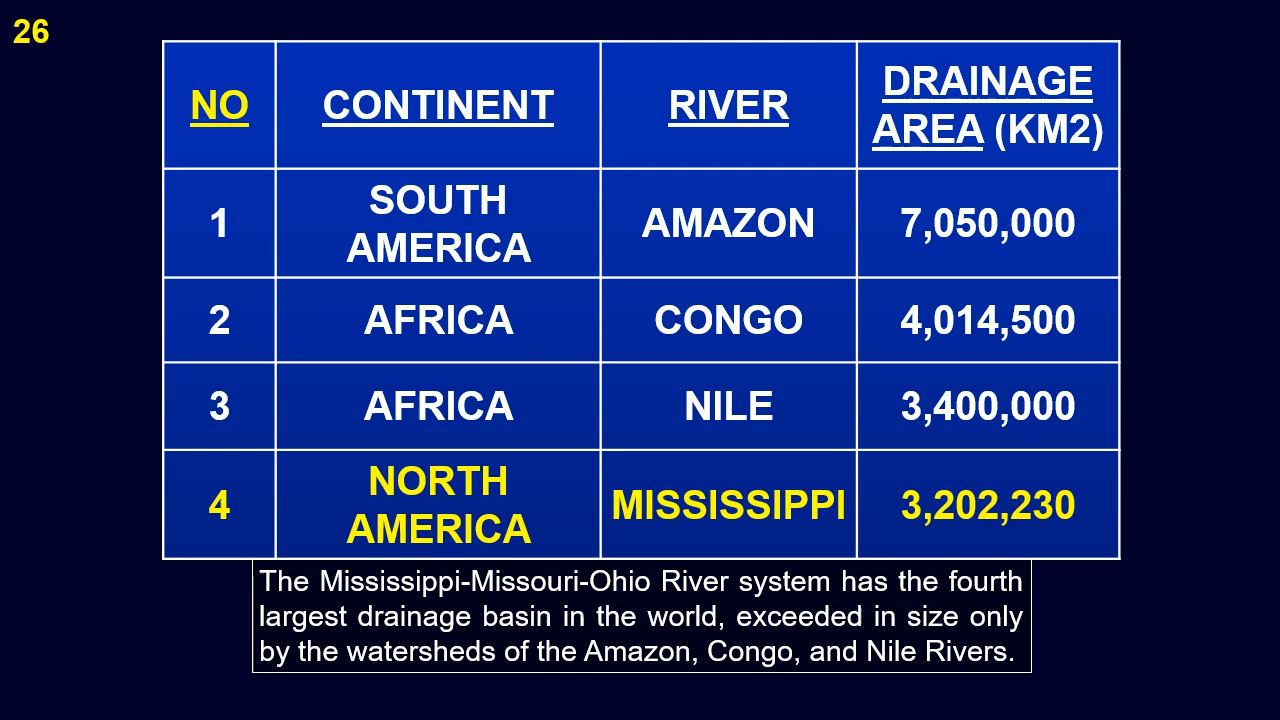 26
NO CONTINENT RIVER DRAINAGE
AREA (KM2)
1 SOUTH
AMERICA AMAZON 7,050,000
2 AFRICA CONGO 4,014,500
3 AFRICA NILE 3,400,000
4 NORTH
AMERICA MISSISSIPPI 3,202,230
The Mississippi-Missouri-Ohio River system has the fourth
largest drainage basin in the world, exceeded in size only
by the watersheds of the Amazon, Congo, and Nile Rivers.